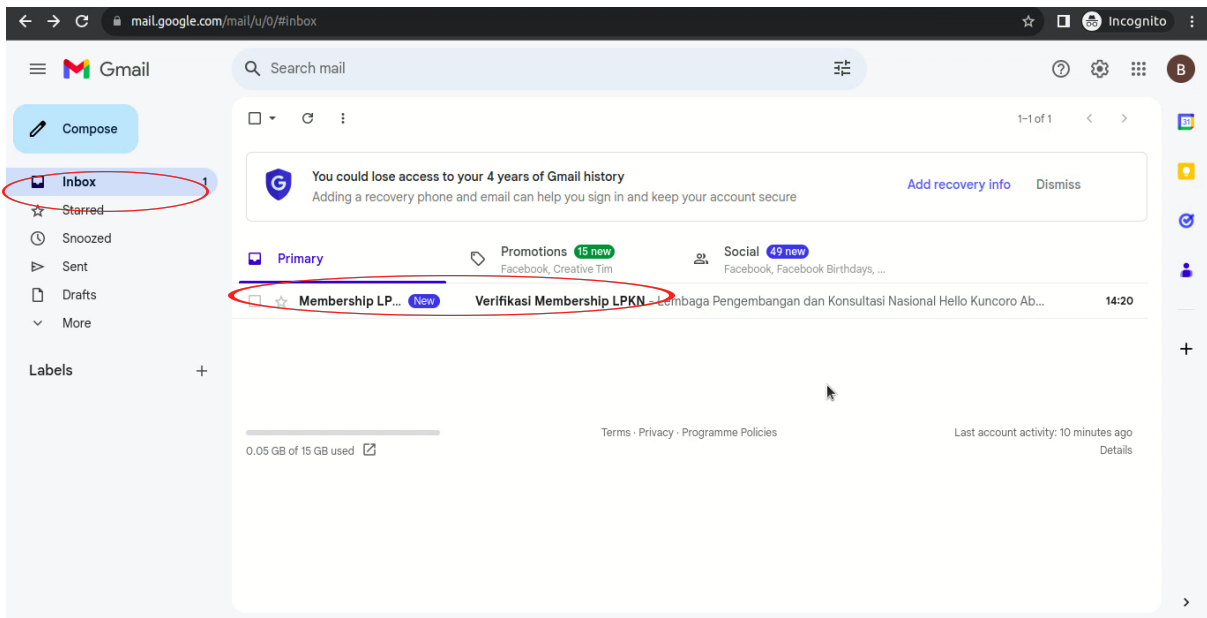 mail.google.com/mail/u/0/#inbox
Incognito
Gmail
Search mail
B
Compose
1–1 of 1
31
You could lose access to your 4 years of Gmail history
Adding a recovery phone and email can help you sign in and keep your account secure
Add recovery info
Dismiss
Inbox 1
Starred
Snoozed
Sent
Drafts
More
Labels
Primary
Promotions 15 new
Facebook, Creative Tim
Social 49 new
Facebook, Facebook Birthdays, ...
Membership LP... New Verifikasi Membership LPKN - Lembaga Pengembangan dan Konsultasi Nasional Hello Kuncoro Ab... 14:20
0.05 GB of 15 GB used
Terms · Privacy · Programme Policies
Last account activity: 10 minutes ago
Details